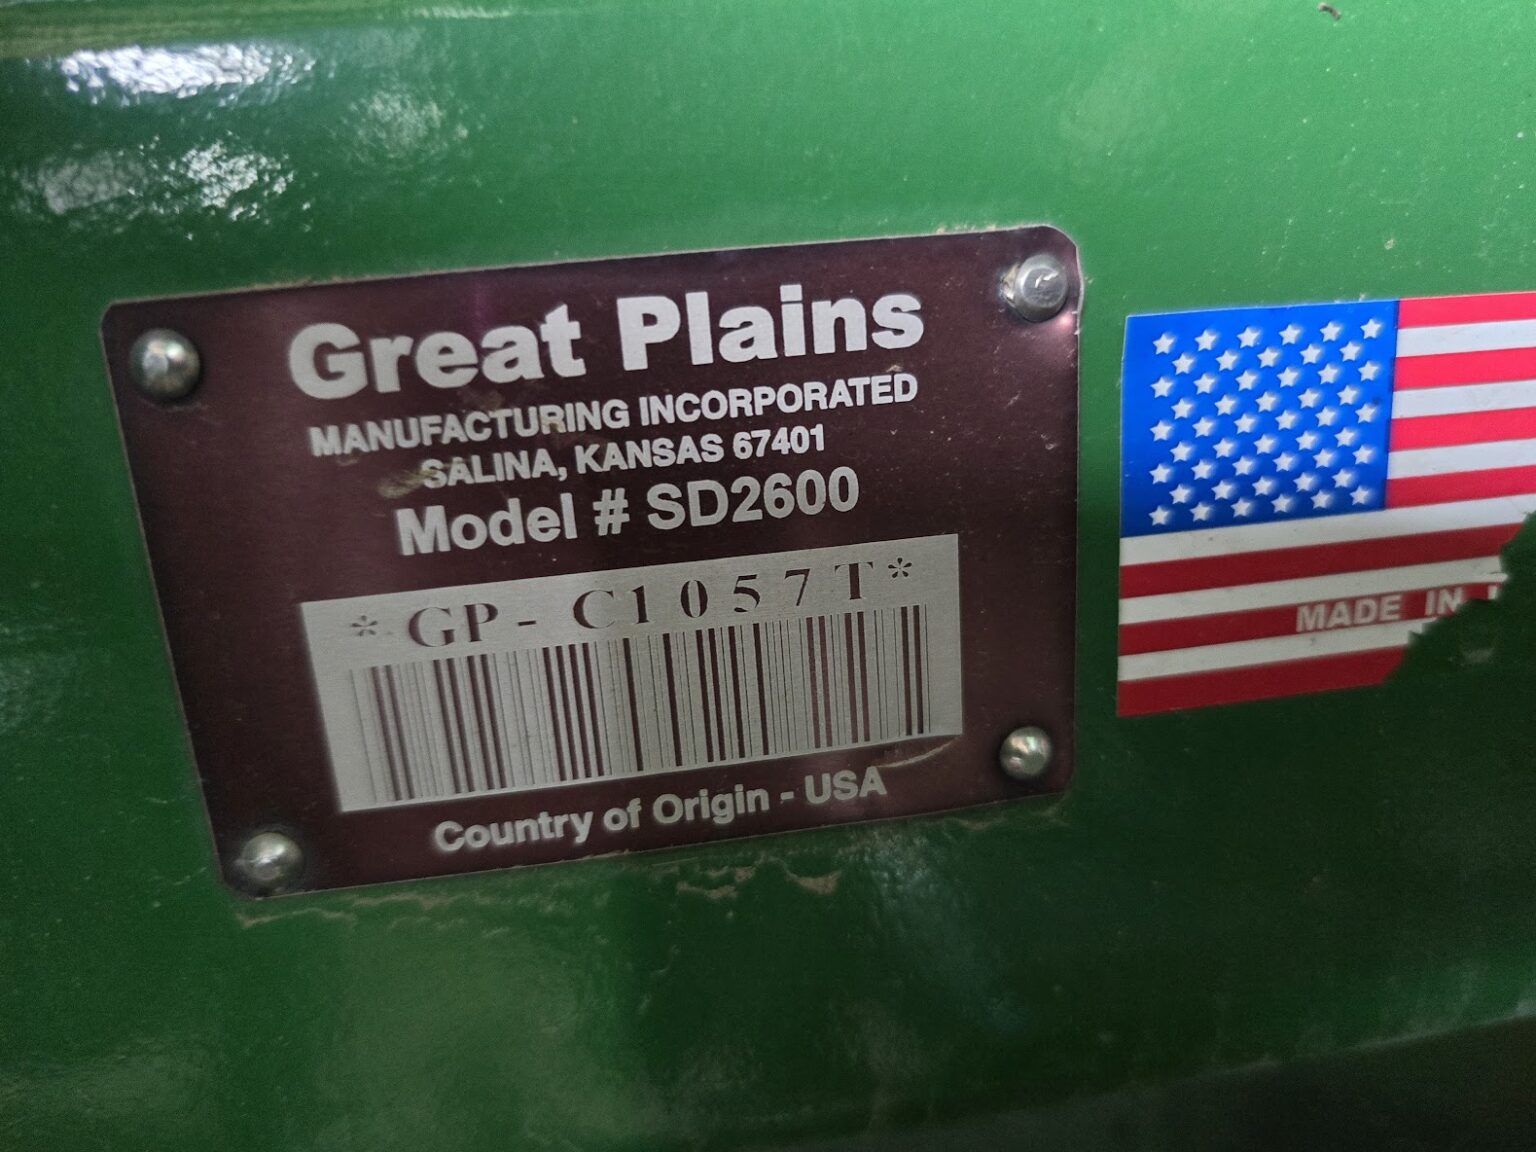 Great Plains
MANUFACTURING INCORPORATED
SALINA, KANSAS 67401
Model # SD2600
*GP-C1057T*
Country of Origin - USA
MADE IN